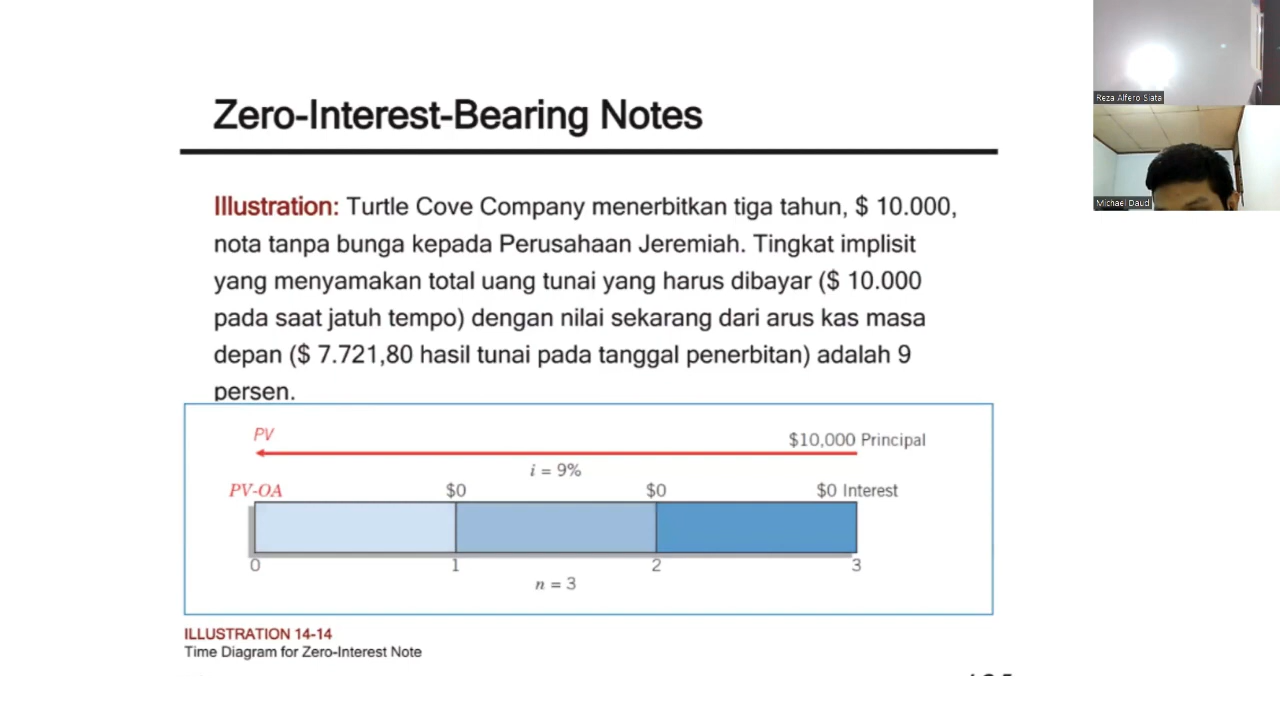 Zero-Interest-Bearing Notes
Illustration: Turtle Cove Company menerbitkan tiga tahun, $ 10.000,
nota tanpa bunga kepada Perusahaan Jeremiah. Tingkat implisit
yang menyamakan total uang tunai yang harus dibayar ($ 10.000
pada saat jatuh tempo) dengan nilai sekarang dari arus kas masa
depan ($ 7.721,80 hasil tunai pada tanggal penerbitan) adalah 9
persen.
PV
$10,000 Principal
i = 9%
PV-OA $0 $0 $0 Interest
0 1 2 3
n = 3
ILLUSTRATION 14-14
Time Diagram for Zero-Interest Note
Reza Alfero Siata
Michael Daud